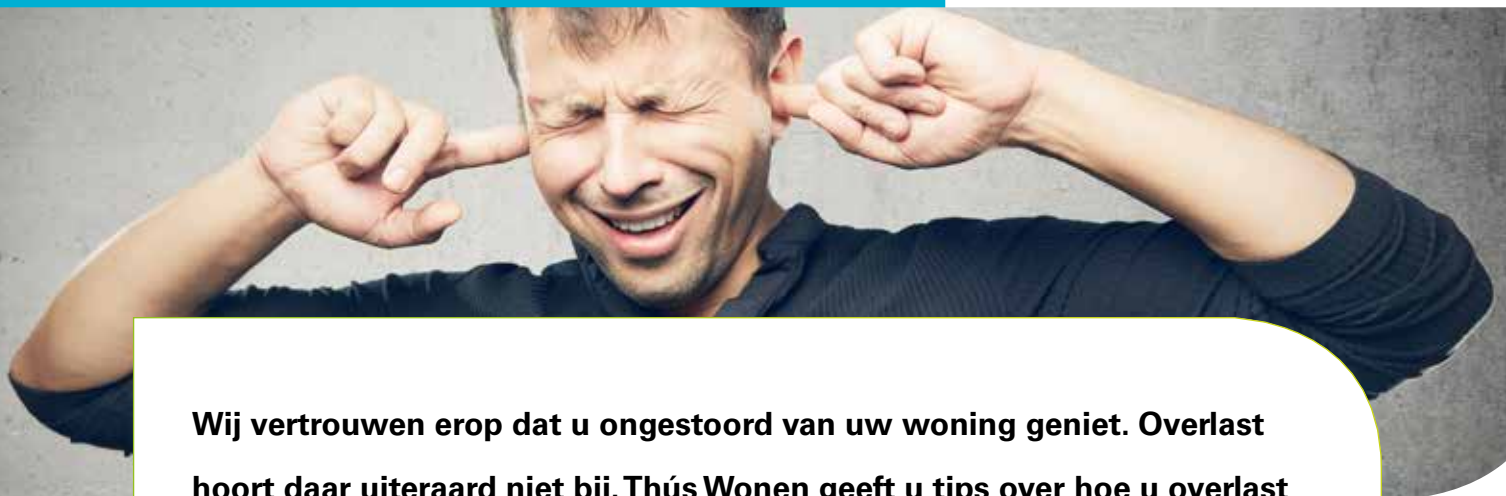 Wij vertrouwen erop dat u ongestoord van uw woning geniet. Overlast
hoort daar uiteraard niet bij. Thús Wonen geeft u tips over hoe u overlast